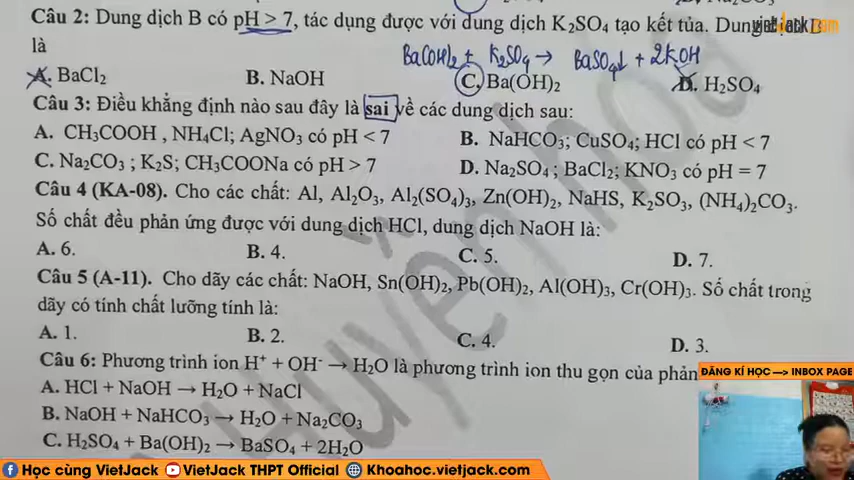 Câu 2: Dung dịch B có pH > 7, tác dụng được với dung dịch K₂SO₄ tạo kết tủa. Dung
là
Ba(OH)₂ + K₂SO₄ → BaSO₄↓ + 2KOH
A. BaCl₂ B. NaOH C. Ba(OH)₂ D. H₂SO₄
Câu 3: Điều khẳng định nào sau đây là sai về các dung dịch sau:
A. CH₃COOH , NH₄Cl; AgNO₃ có pH < 7 B. NaHCO₃; CuSO₄; HCl có pH < 7
C. Na₂CO₃ ; K₂S; CH₃COONa có pH > 7 D. Na₂SO₄ ; BaCl₂; KNO₃ có pH = 7
Câu 4 (KA-08). Cho các chất: Al, Al₂O₃, Al₂(SO₄)₃, Zn(OH)₂, NaHS, K₂SO₃, (NH₄)₂CO₃.
Số chất đều phản ứng được với dung dịch HCl, dung dịch NaOH là:
A. 6. B. 4. C. 5. D. 7.
Câu 5 (A-11). Cho dãy các chất: NaOH, Sn(OH)₂, Pb(OH)₂, Al(OH)₃, Cr(OH)₃. Số chất trong
dãy có tính chất lưỡng tính là:
A. 1. B. 2. C. 4. D. 3.
Câu 6: Phương trình ion H⁺ + OH⁻ → H₂O là phương trình ion thu gọn của phản
ĐĂNG KÍ HỌC —> INBOX PAGE
A. HCl + NaOH → H₂O + NaCl
B. NaOH + NaHCO₃ → H₂O + Na₂CO₃
C. H₂SO₄ + Ba(OH)₂ → BaSO₄ + 2H₂O
Học cùng VietJack VietJack THPT Official Khoahoc.vietjack.com